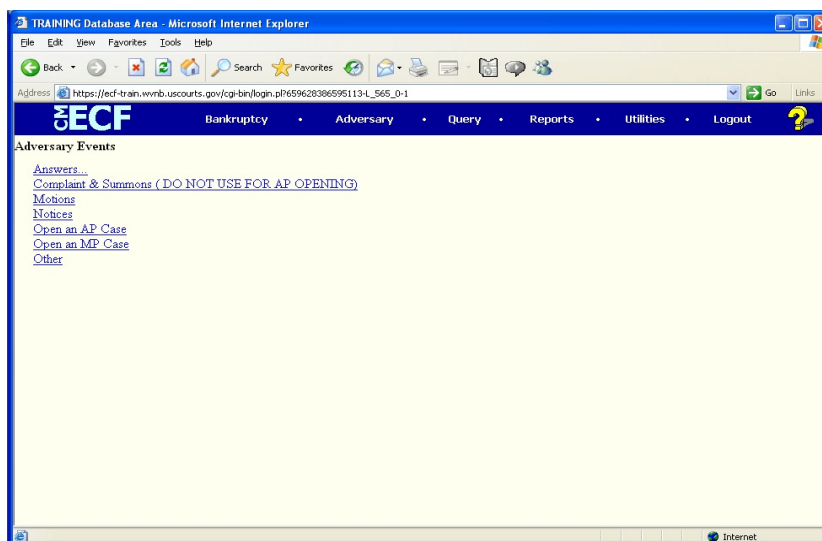 TRAINING Database Area - Microsoft Internet Explorer
File Edit View Favorites Tools Help
Back Search Favorites
Address https://ecf-train.wvnb.uscourts.gov/cgi-bin/login.pl?659628386595113-L_565_0-1 Go Links
CM ECF Bankruptcy • Adversary • Query • Reports • Utilities • Logout ?
Adversary Events
Answers...
Complaint & Summons ( DO NOT USE FOR AP OPENING)
Motions
Notices
Open an AP Case
Open an MP Case
Other
Internet